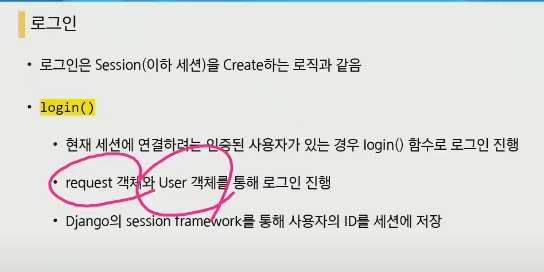 로그인
• 로그인은 Session(이하 세션)을 Create하는 로직과 같음
• login()
• 현재 세션에 연결하려는 인증된 사용자가 있는 경우 login() 함수로 로그인 진행
• request 객체와 User 객체를 통해 로그인 진행
• Django의 session framework를 통해 사용자의 ID를 세션에 저장